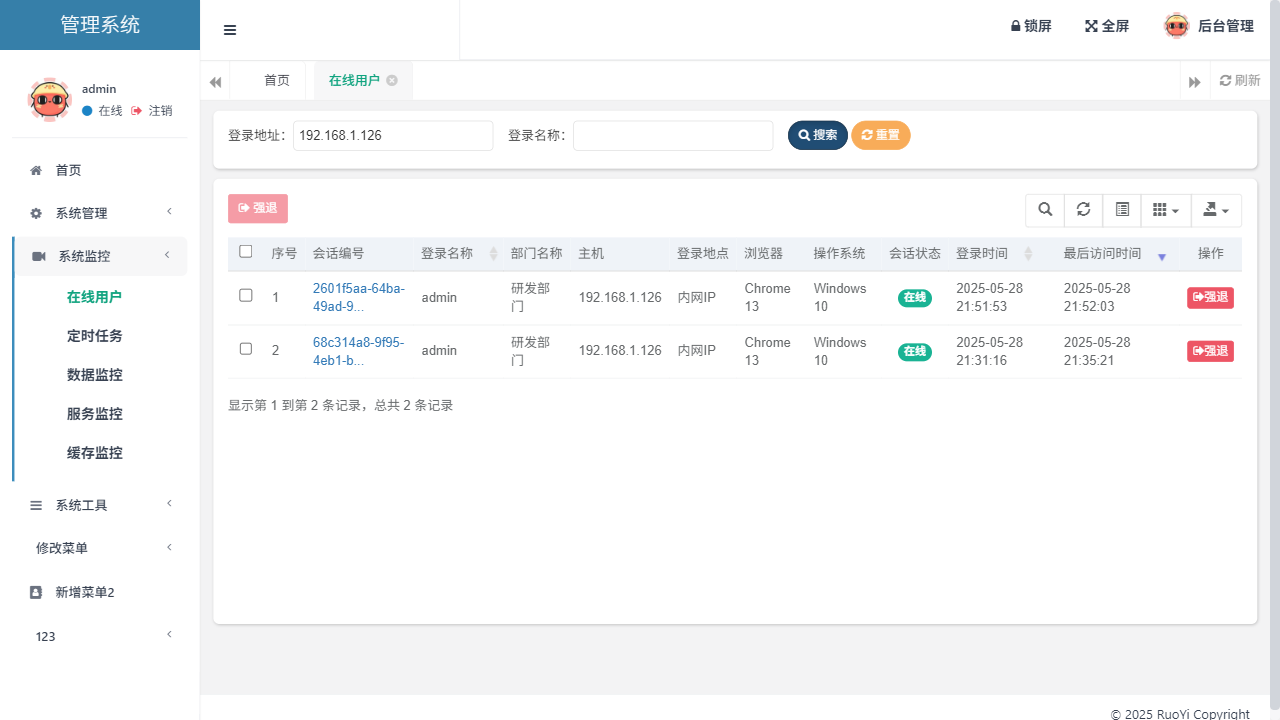 管理系统
锁屏 全屏 后台管理
admin
在线 注销
首页 在线用户 刷新
登录地址: 192.168.1.126 登录名称: 搜索 重置
首页
系统管理
系统监控
在线用户
定时任务
数据监控
服务监控
缓存监控
系统工具
修改菜单
新增菜单2
123
强退
序号 会话编号 登录名称 部门名称 主机 登录地点 浏览器 操作系统 会话状态 登录时间 最后访问时间 操作
1 2601f5aa-64ba-49ad-9... admin 研发部门 192.168.1.126 内网IP Chrome 13 Windows 10 在线 2025-05-28 21:51:53 2025-05-28 21:52:03 强退
2 68c314a8-9f95-4eb1-b... admin 研发部门 192.168.1.126 内网IP Chrome 13 Windows 10 在线 2025-05-28 21:31:16 2025-05-28 21:35:21 强退
显示第 1 到第 2 条记录，总共 2 条记录
© 2025 RuoYi Copyright